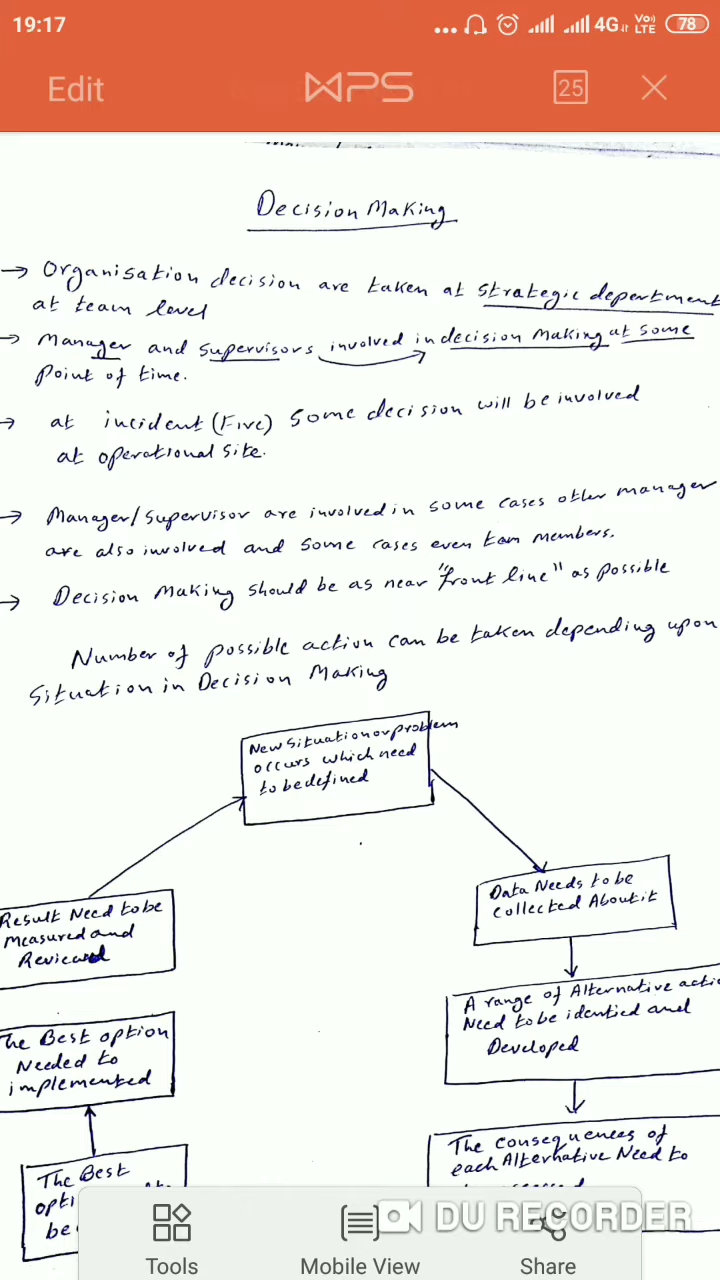 19:17
4G
Vo)
LTE
78
Edit
WPS
25
Decision Making
→ Organisation decision are taken at strategic department
at team level
→ Manager and supervisors involved in decision Making at some
Point of time.
→ at incident (Five) Some decision will be involved
at operational site.
→ Manager/supervisor are involved in some cases other manager
are also involved and some cases even team members.
→ Decision Making should be as near "front line" as possible
Number of possible action can be taken depending upon
Situation in Decision Making
New Situation or problem
occurs which need
to be defined
Data Needs to be
collected About it
A range of Alternative actio
Need to be identied and
Developed
The consequences of
each Alternative Need to
Result Need to be
Measured and
The Best option
Needed to
implemented
The Best
be
DU RECORDER
Tools
Mobile View
Share